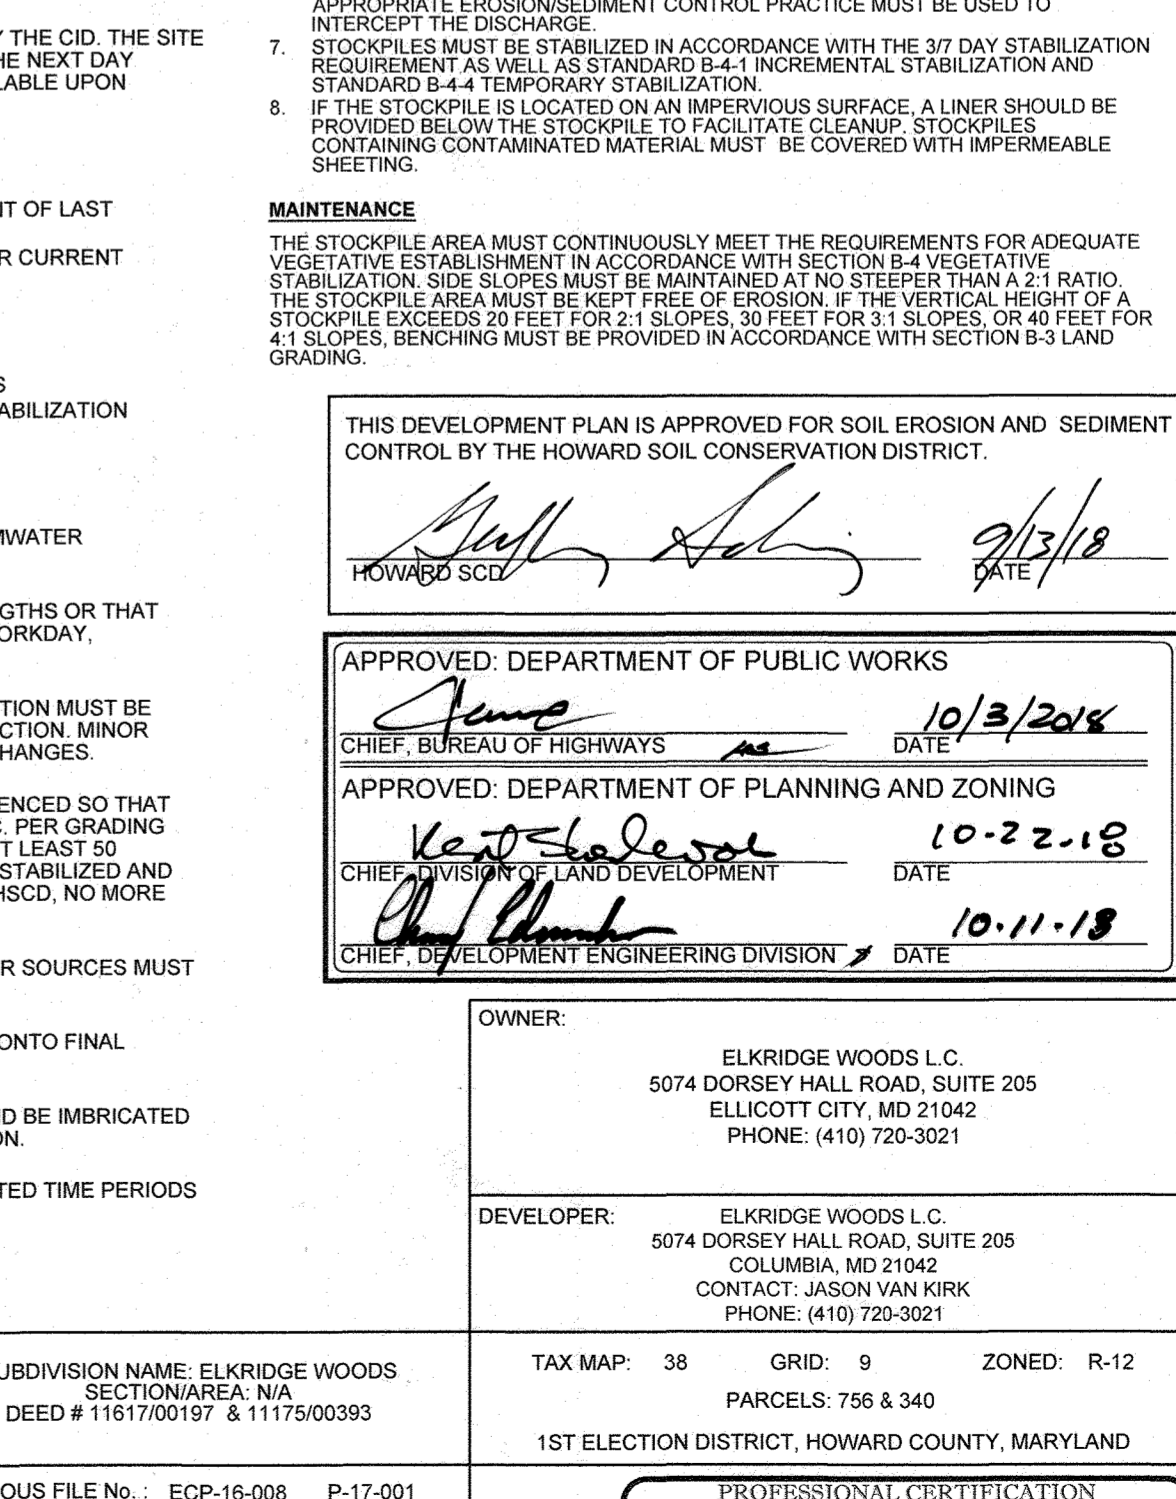 Y THE CID. THE SITE
HE NEXT DAY
LABLE UPON
IT OF LAST
R CURRENT
S
ABILIZATION
MWATER
GTHS OR THAT
ORKDAY,
TION MUST BE
CTION. MINOR
HANGES.
ENCED SO THAT
C. PER GRADING
T LEAST 50
STABILIZED AND
HSCD, NO MORE
R SOURCES MUST
ONTO FINAL
ID BE IMBRICATED
ON.
TED TIME PERIODS
APPROPRIATE EROSION/SEDIMENT CONTROL PRACTICE MUST BE USED TO
INTERCEPT THE DISCHARGE.
7. STOCKPILES MUST BE STABILIZED IN ACCORDANCE WITH THE 3/7 DAY STABILIZATION
REQUIREMENT AS WELL AS STANDARD B-4-1 INCREMENTAL STABILIZATION AND
STANDARD B-4-4 TEMPORARY STABILIZATION.
8. IF THE STOCKPILE IS LOCATED ON AN IMPERVIOUS SURFACE, A LINER SHOULD BE
PROVIDED BELOW THE STOCKPILE TO FACILITATE CLEANUP. STOCKPILES
CONTAINING CONTAMINATED MATERIAL MUST BE COVERED WITH IMPERMEABLE
SHEETING.
MAINTENANCE
THE STOCKPILE AREA MUST CONTINUOUSLY MEET THE REQUIREMENTS FOR ADEQUATE
VEGETATIVE ESTABLISHMENT IN ACCORDANCE WITH SECTION B-4 VEGETATIVE
STABILIZATION. SIDE SLOPES MUST BE MAINTAINED AT NO STEEPER THAN A 2:1 RATIO.
THE STOCKPILE AREA MUST BE KEPT FREE OF EROSION. IF THE VERTICAL HEIGHT OF A
STOCKPILE EXCEEDS 20 FEET FOR 2:1 SLOPES, 30 FEET FOR 3:1 SLOPES, OR 40 FEET FOR
4:1 SLOPES, BENCHING MUST BE PROVIDED IN ACCORDANCE WITH SECTION B-3 LAND
GRADING.
THIS DEVELOPMENT PLAN IS APPROVED FOR SOIL EROSION AND SEDIMENT
CONTROL BY THE HOWARD SOIL CONSERVATION DISTRICT.
9/13/18
HOWARD SCD DATE
APPROVED: DEPARTMENT OF PUBLIC WORKS
10/3/2018
CHIEF, BUREAU OF HIGHWAYS DATE
APPROVED: DEPARTMENT OF PLANNING AND ZONING
10-22-18
CHIEF, DIVISION OF LAND DEVELOPMENT DATE
10.11.18
CHIEF, DEVELOPMENT ENGINEERING DIVISION DATE
OWNER:
ELKRIDGE WOODS L.C.
5074 DORSEY HALL ROAD, SUITE 205
ELLICOTT CITY, MD 21042
PHONE: (410) 720-3021
DEVELOPER: ELKRIDGE WOODS L.C.
5074 DORSEY HALL ROAD, SUITE 205
COLUMBIA, MD 21042
CONTACT: JASON VAN KIRK
PHONE: (410) 720-3021
UBDIVISION NAME: ELKRIDGE WOODS
SECTION/AREA: N/A
DEED # 11617/00197 & 11175/00393
TAX MAP: 38 GRID: 9 ZONED: R-12
PARCELS: 756 & 340
1ST ELECTION DISTRICT, HOWARD COUNTY, MARYLAND
IOUS FILE No.: ECP-16-008 P-17-001
PROFESSIONAL CERTIFICATION